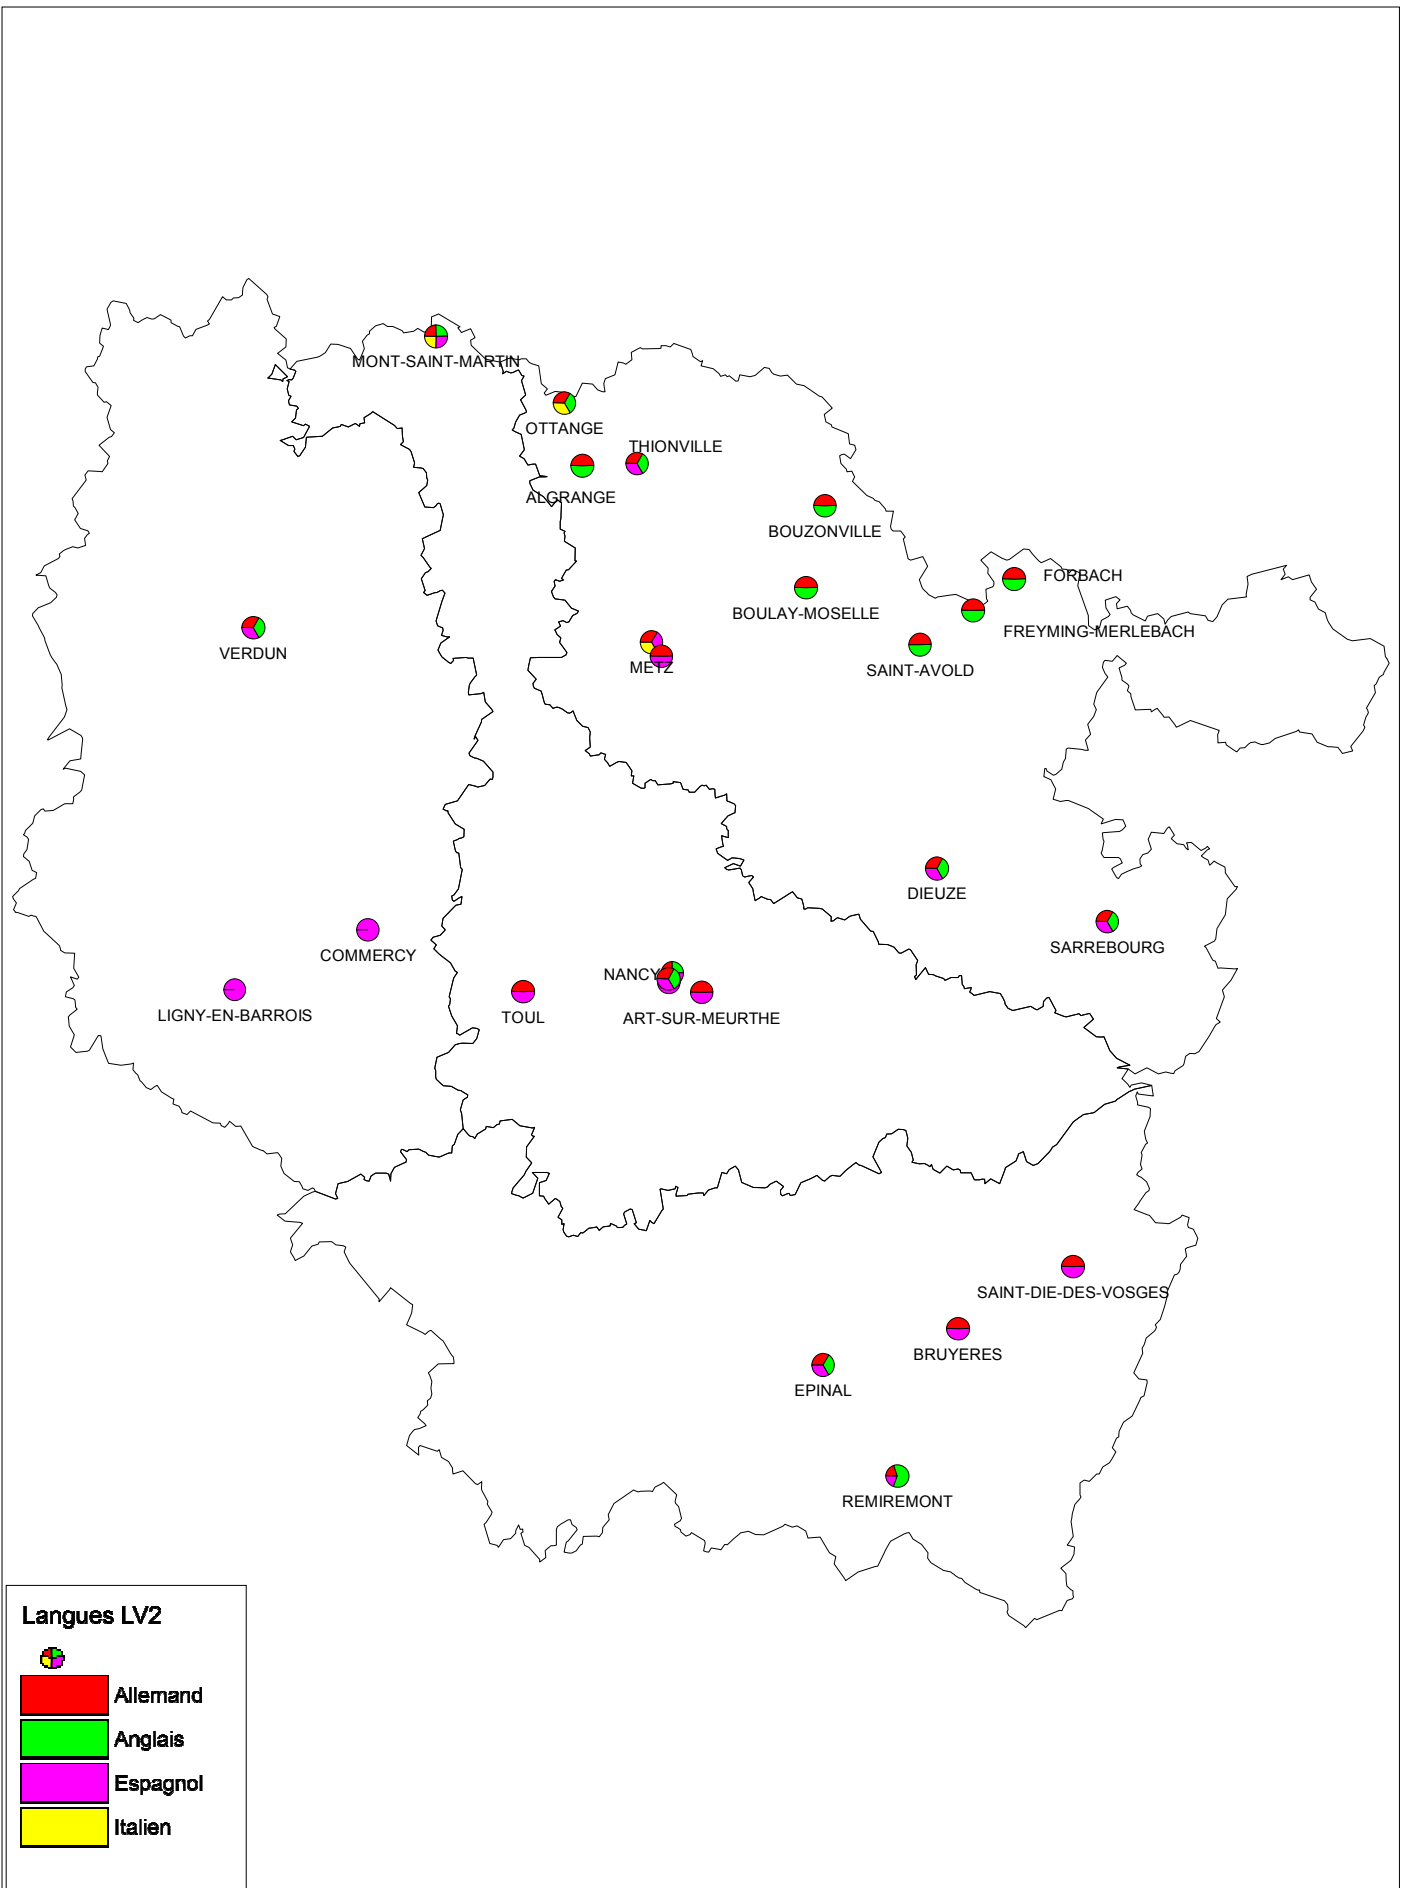 MONT-SAINT-MARTIN
OTTANGE
THIONVILLE
ALGRANGE
BOUZONVILLE
FORBACH
BOULAY-MOSELLE
FREYMING-MERLEBACH
VERDUN
METZ
SAINT-AVOLD
DIEUZE
SARREBOURG
COMMERCY
NANCY
LIGNY-EN-BARROIS
TOUL
ART-SUR-MEURTHE
SAINT-DIE-DES-VOSGES
BRUYERES
EPINAL
REMIREMONT
Langues LV2
Allemand
Anglais
Espagnol
Italien